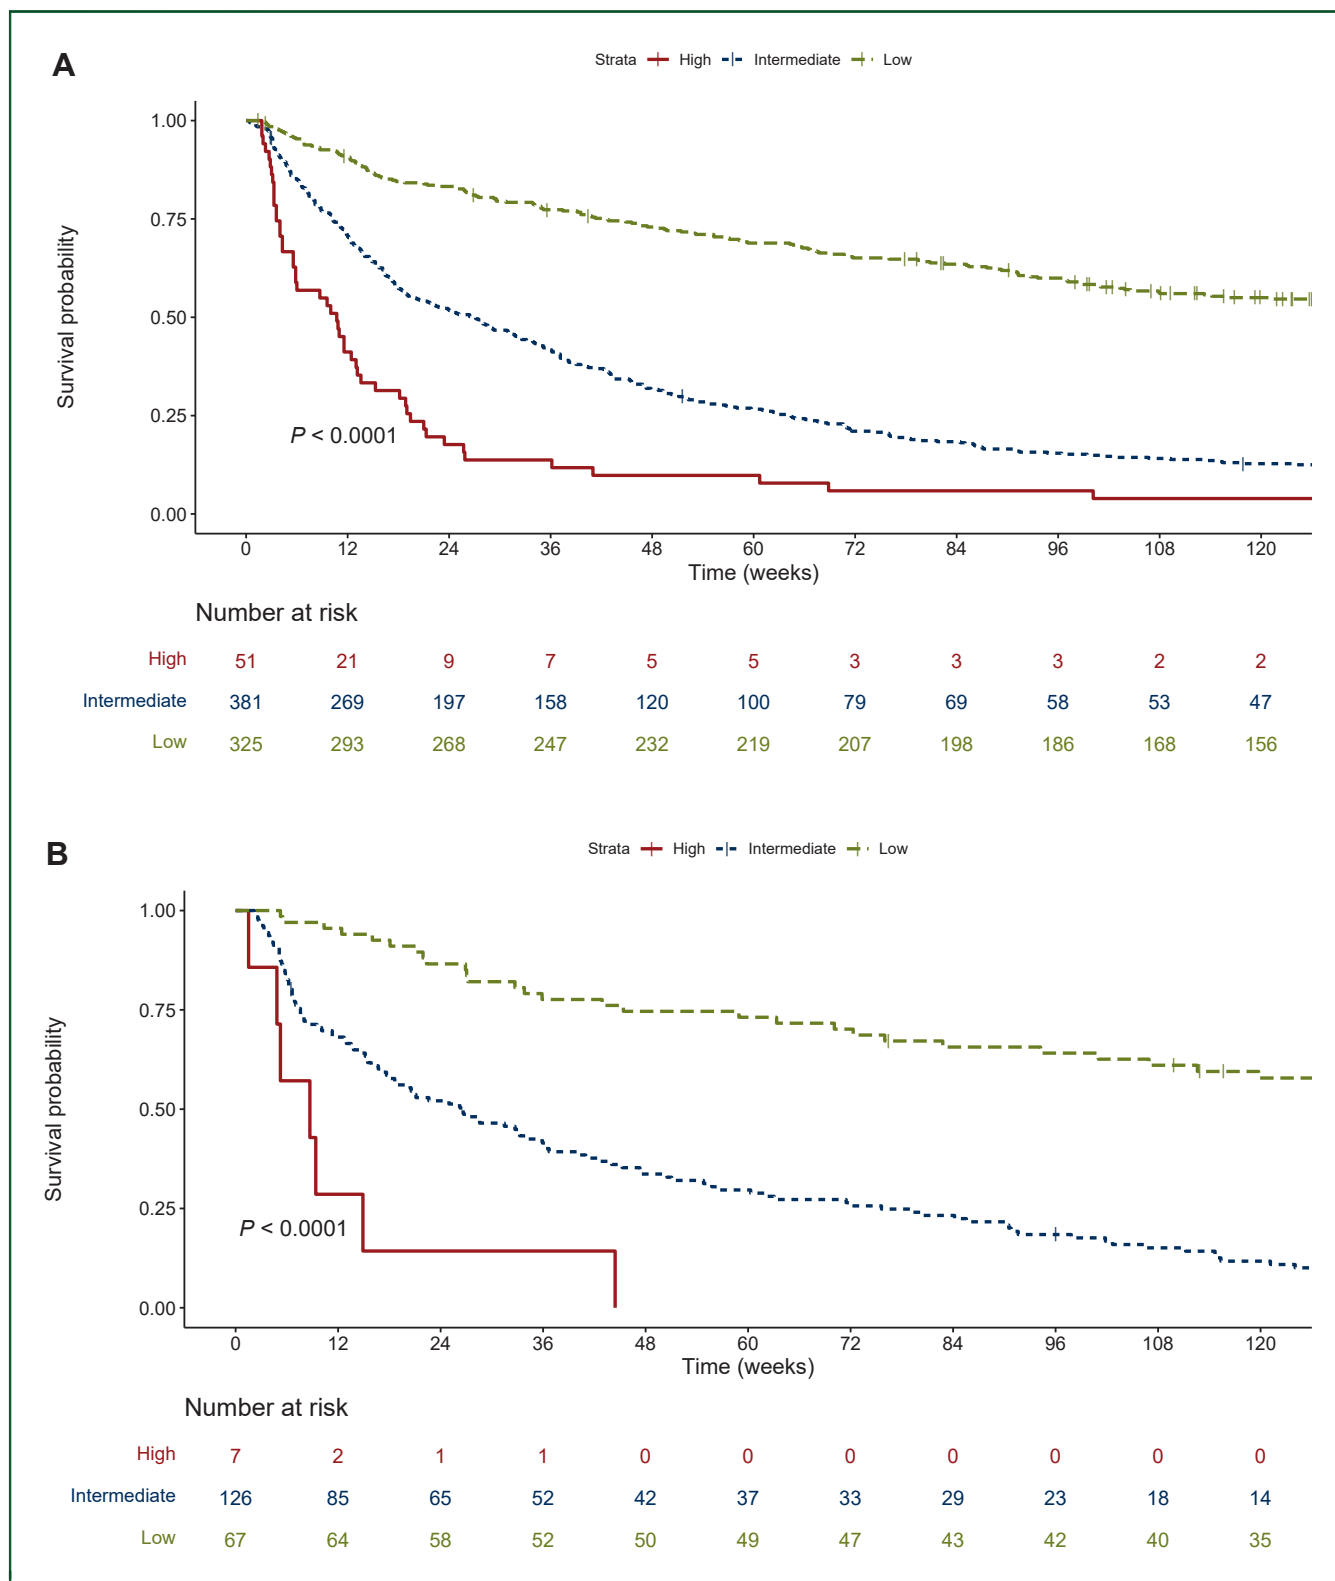 A
Strata High Intermediate Low
1.00
0.75
0.50
0.25
0.00
Survival probability
P < 0.0001
0 12 24 36 48 60 72 84 96 108 120
Time (weeks)
Number at risk
High 51 21 9 7 5 5 3 3 3 2 2
Intermediate 381 269 197 158 120 100 79 69 58 53 47
Low 325 293 268 247 232 219 207 198 186 168 156
B
Strata High Intermediate Low
1.00
0.75
0.50
0.25
0.00
Survival probability
P < 0.0001
0 12 24 36 48 60 72 84 96 108 120
Time (weeks)
Number at risk
High 7 2 1 1 0 0 0 0 0 0 0
Intermediate 126 85 65 52 42 37 33 29 23 18 14
Low 67 64 58 52 50 49 47 43 42 40 35